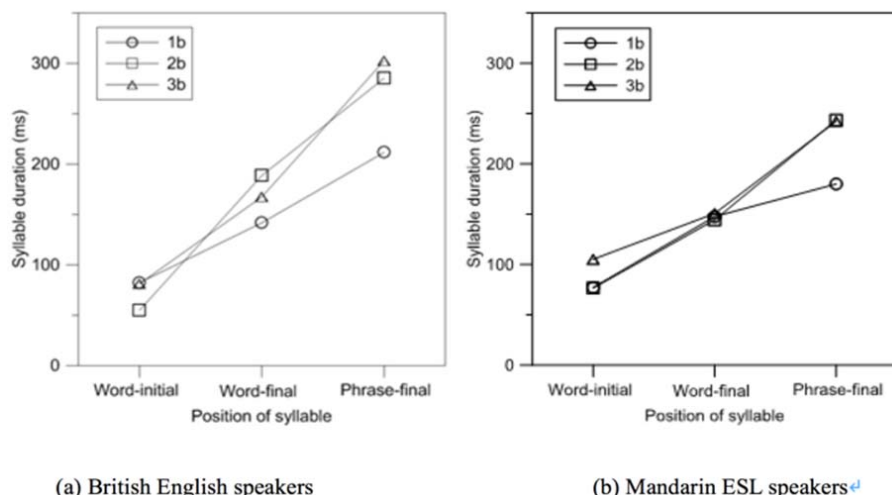 1b
2b
3b
300
200
100
0
Syllable duration (ms)
Word-initial Word-final Phrase-final
Position of syllable
1b
2b
3b
300
200
100
0
Syllable duration (ms)
Word-initial Word-final Phrase-final
Position of syllable
(a) British English speakers
(b) Mandarin ESL speakers↵